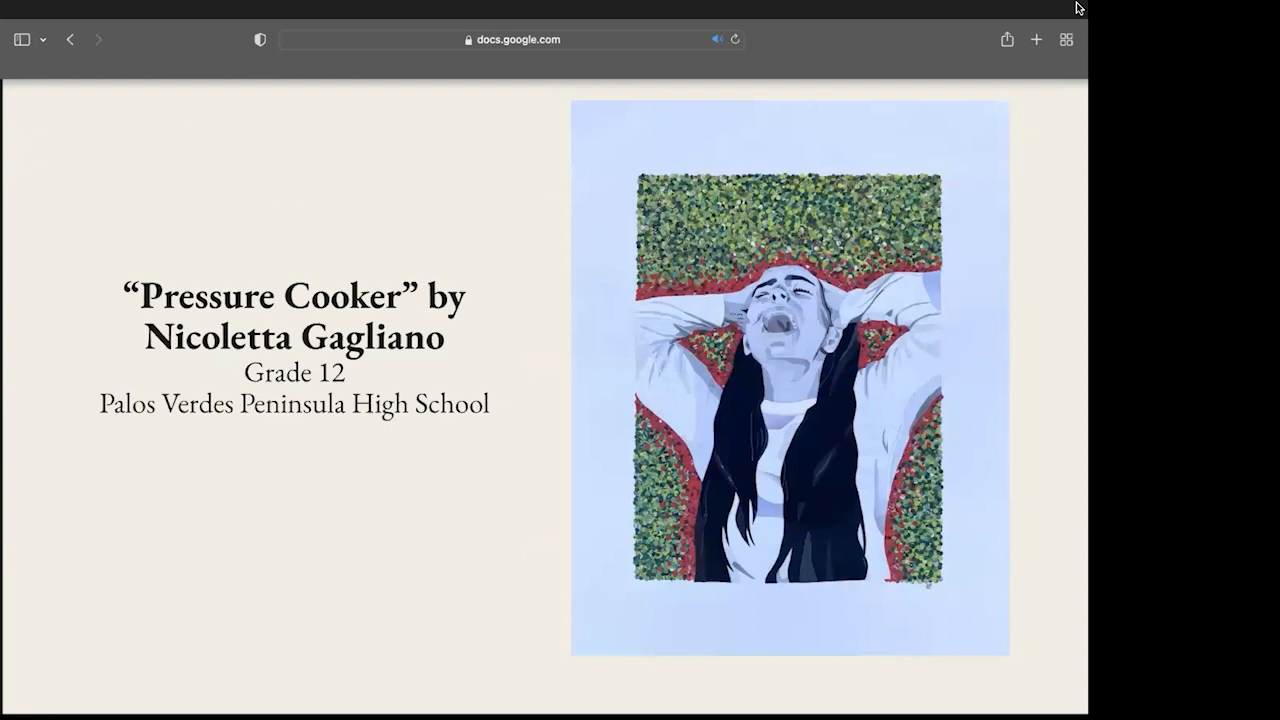 docs.google.com
“Pressure Cooker” by
Nicoletta Gagliano
Grade 12
Palos Verdes Peninsula High School